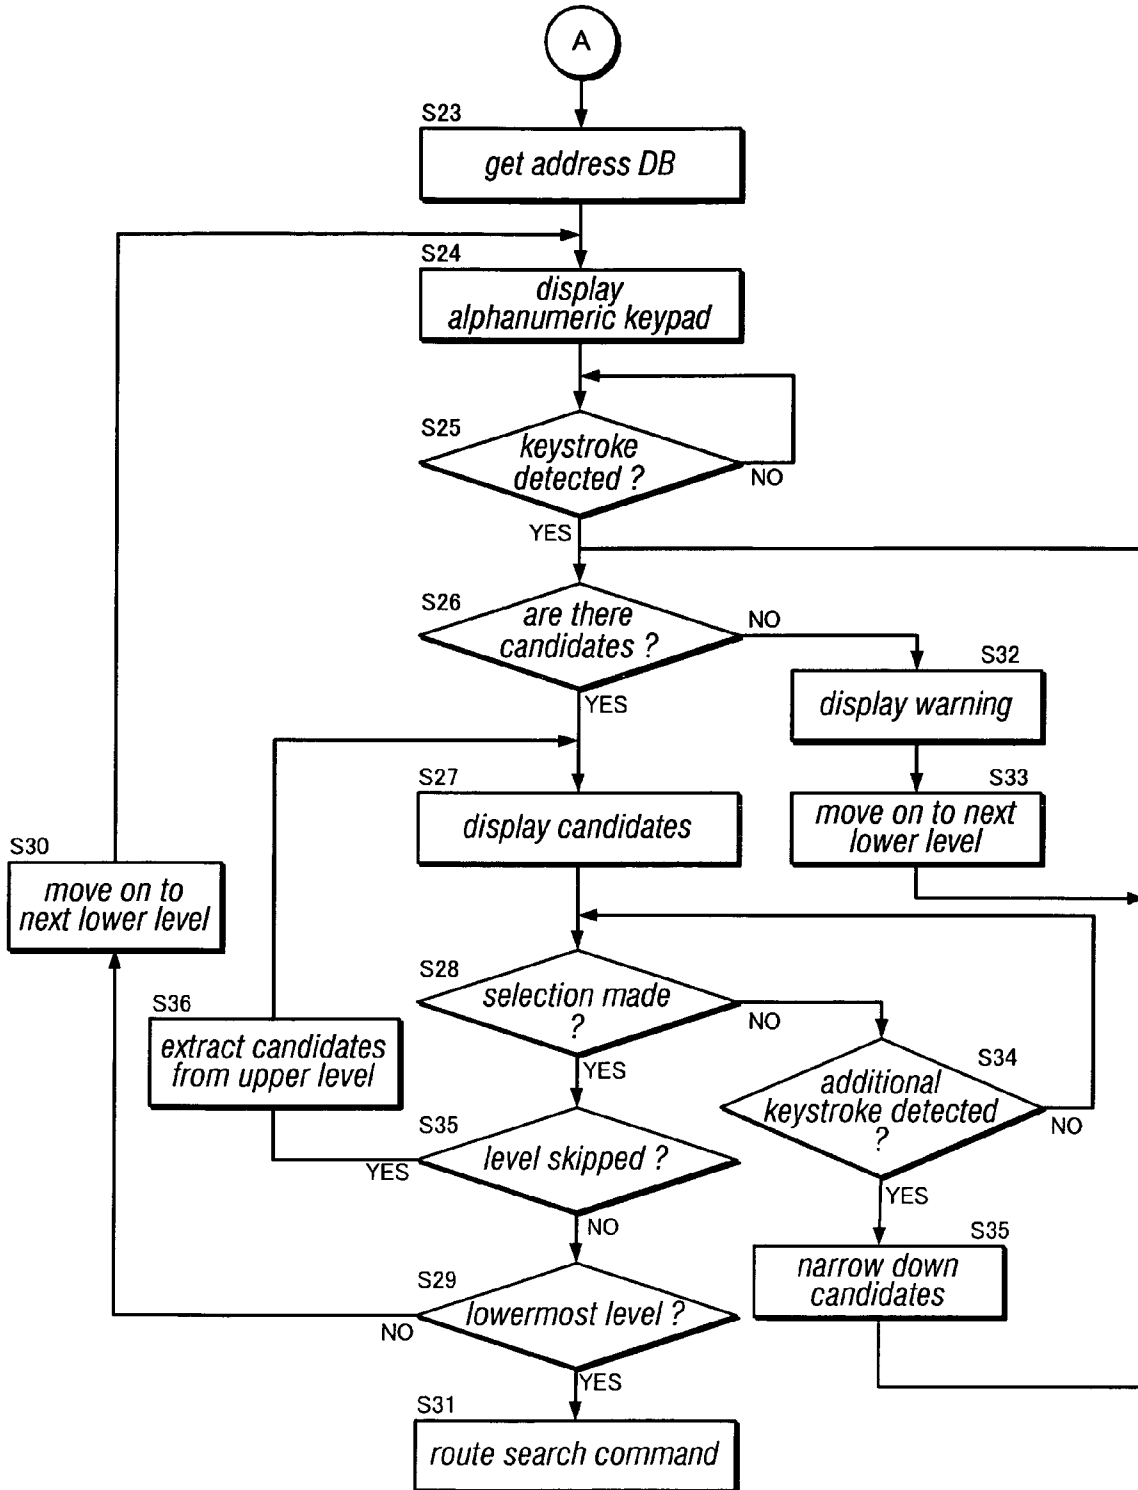 A
S23
get address DB
S24
display
alphanumeric keypad
S25
keystroke
detected ?
NO
YES
S26
are there
candidates ?
NO
YES
S32
display warning
S27
display candidates
S33
move on to next
lower level
S30
move on to
next lower level
S28
selection made
?
NO
YES
S36
extract candidates
from upper level
S34
additional
keystroke detected
?
NO
YES
S35
level skipped ?
YES
NO
S35
narrow down
candidates
S29
lowermost level ?
NO
YES
S31
route search command